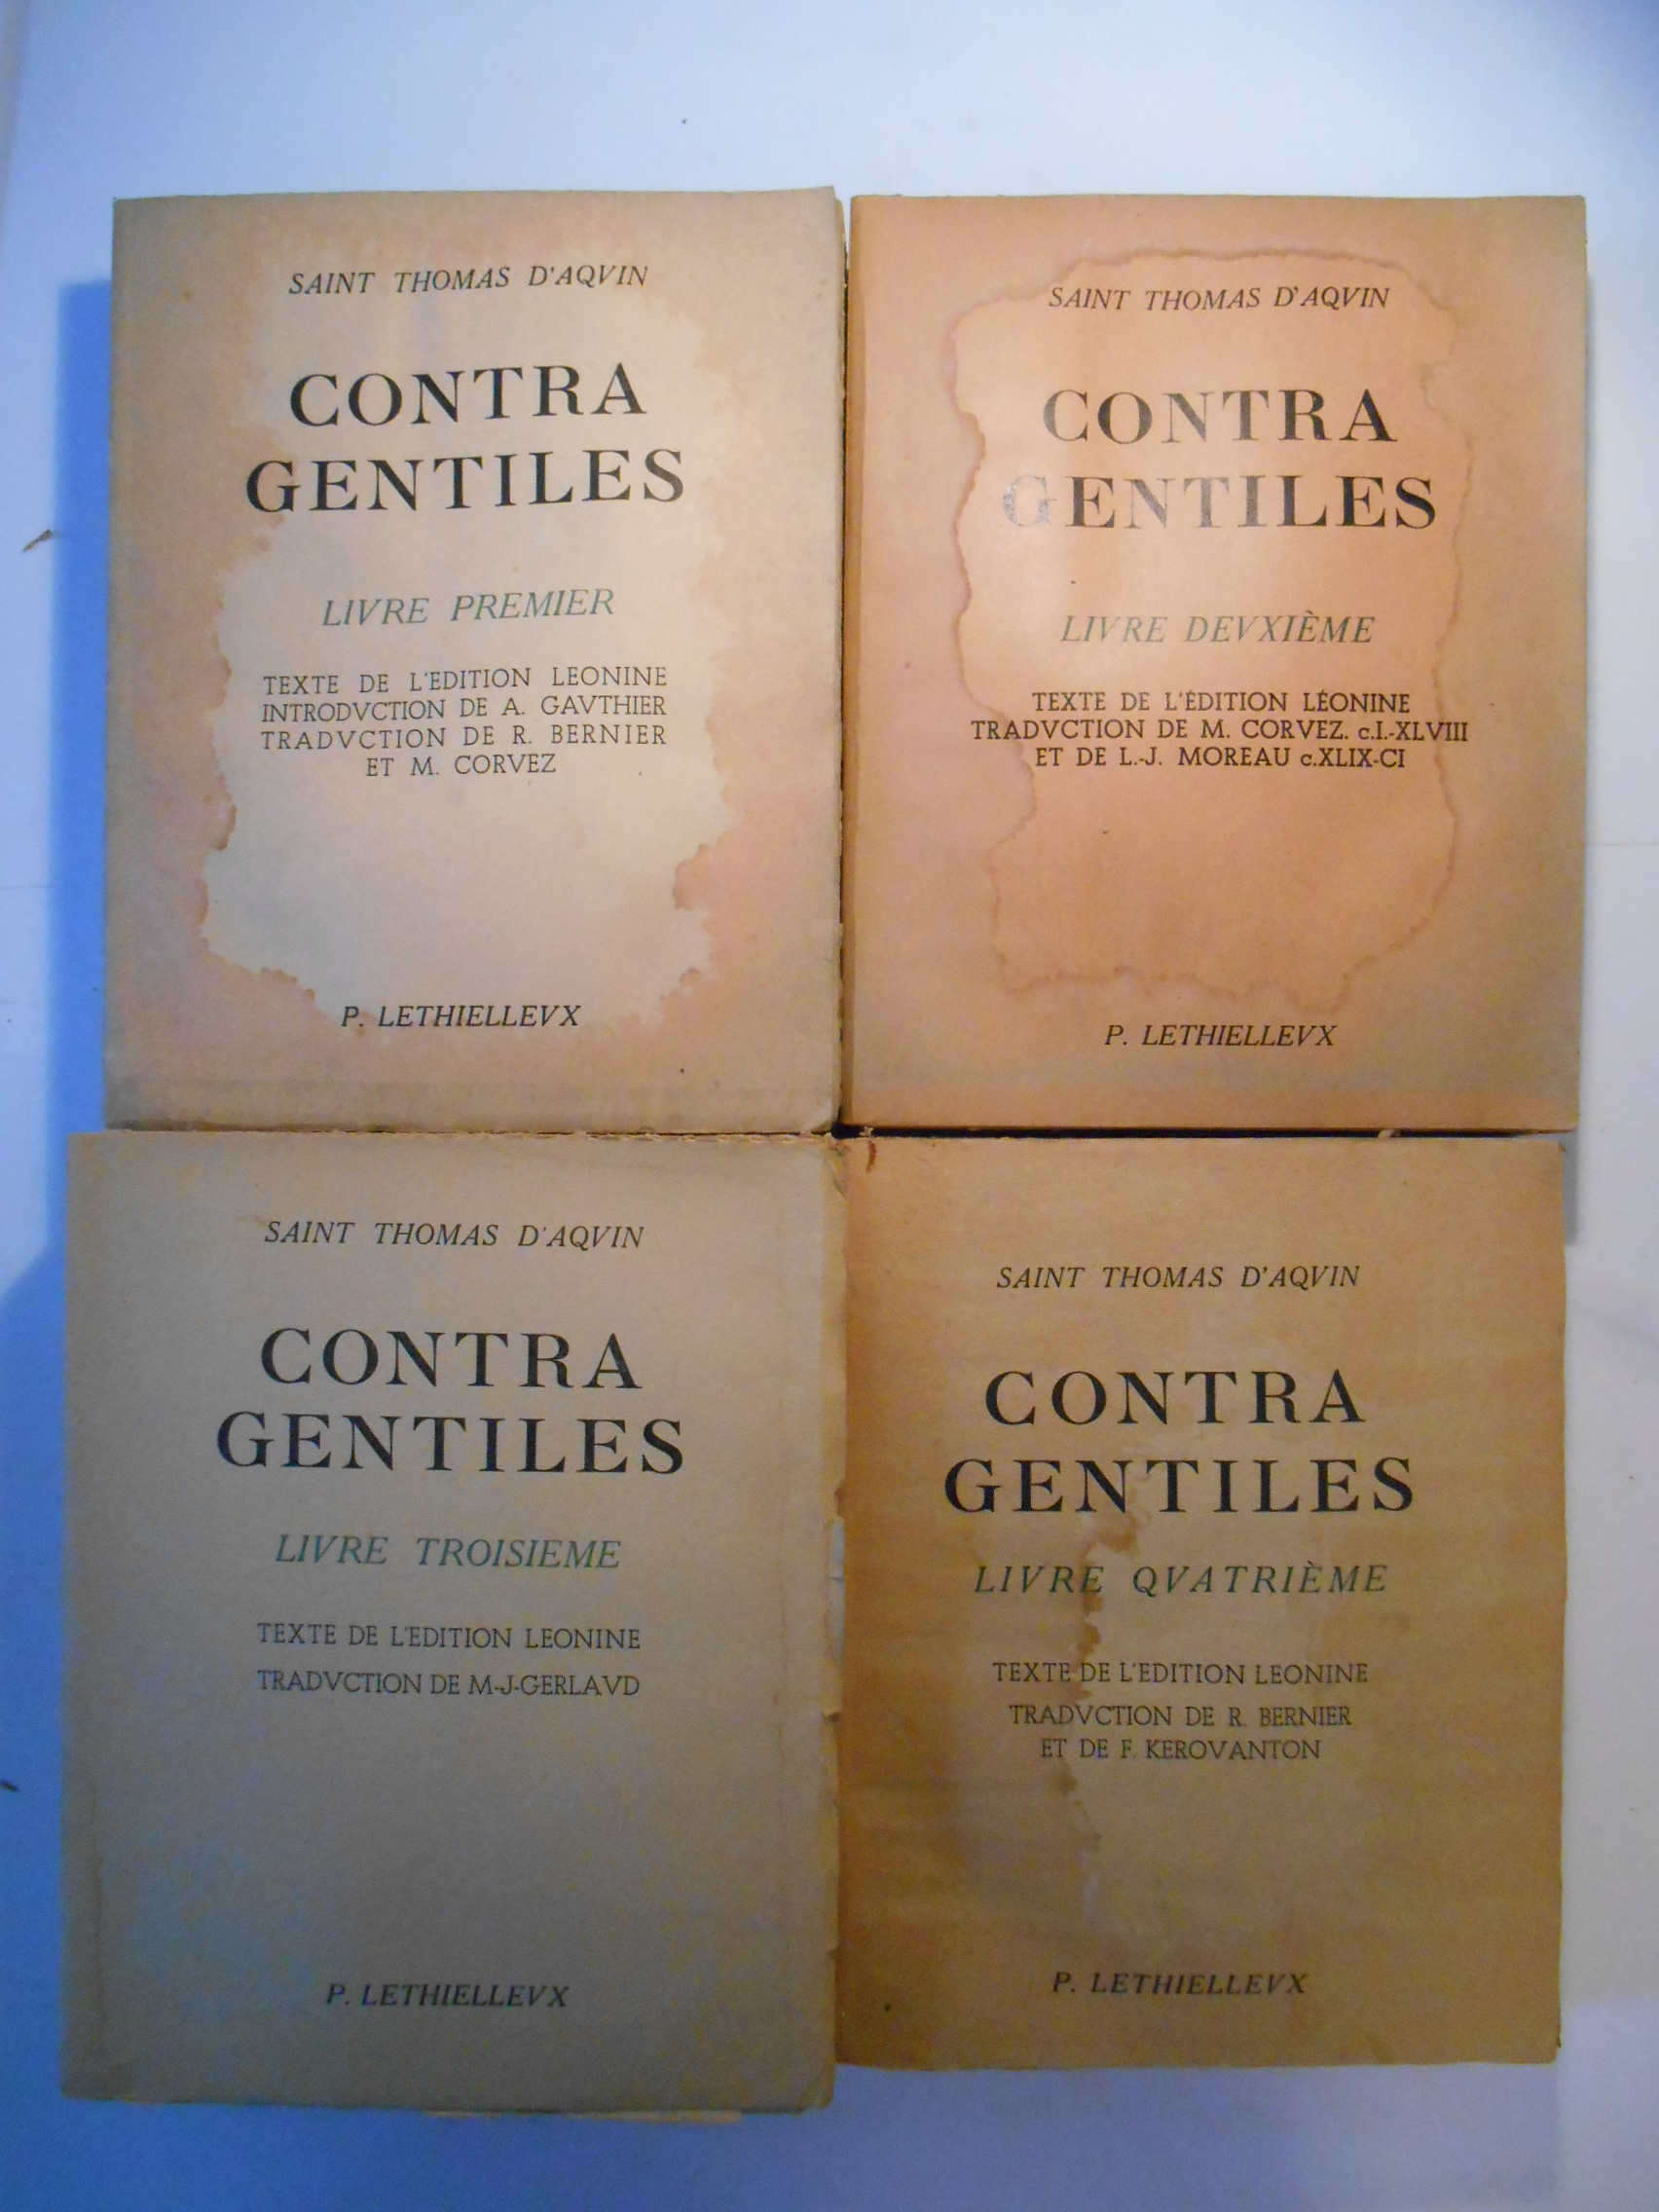 SAINT THOMAS D'AQVIN
CONTRA
GENTILES
LIVRE PREMIER
TEXTE DE L'EDITION LEONINE
INTRODVCTION DE A. GAVTHIER
TRADVCTION DE R. BERNIER
ET M. CORVEZ
P. LETHIELLEVX
SAINT THOMAS D'AQVIN
CONTRA
GENTILES
LIVRE DEVXIÈME
TEXTE DE L'ÉDITION LÉONINE
TRADVCTION DE M. CORVEZ. c.I.-XLVIII
ET DE L.-J. MOREAU c.XLIX-CI
P. LETHIELLEVX
SAINT THOMAS D'AQVIN
CONTRA
GENTILES
LIVRE TROISIEME
TEXTE DE L'EDITION LEONINE
TRADVCTION DE M-J-GERLAVD
P. LETHIELLEVX
SAINT THOMAS D'AQVIN
CONTRA
GENTILES
LIVRE QVATRIÈME
TEXTE DE L'EDITION LEONINE
TRADVCTION DE R. BERNIER
ET DE F. KEROVANTON
P. LETHIELLEVX